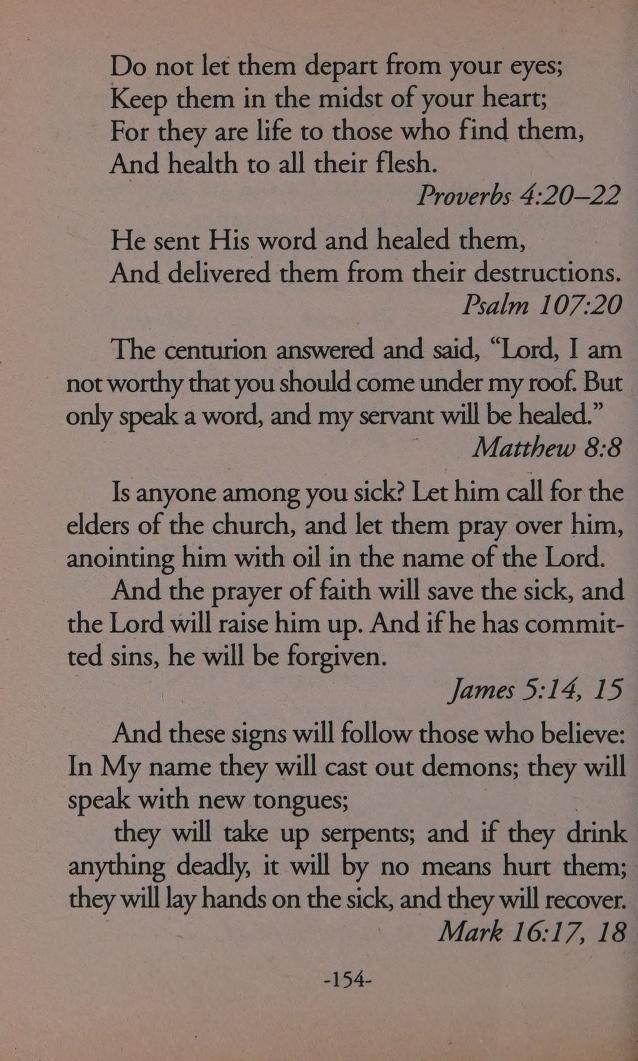 Do not let them depart from your eyes;
Keep them in the midst of your heart;
For they are life to those who find them,
And health to all their flesh.
Proverbs 4:20–22
He sent His word and healed them,
And delivered them from their destructions.
Psalm 107:20
The centurion answered and said, “Lord, I am
not worthy that you should come under my roof. But
only speak a word, and my servant will be healed.”
Matthew 8:8
Is anyone among you sick? Let him call for the
elders of the church, and let them pray over him,
anointing him with oil in the name of the Lord.
And the prayer of faith will save the sick, and
the Lord will raise him up. And if he has commit-
ted sins, he will be forgiven.
James 5:14, 15
And these signs will follow those who believe:
In My name they will cast out demons; they will
speak with new tongues;
they will take up serpents; and if they drink
anything deadly, it will by no means hurt them;
they will lay hands on the sick, and they will recover.
Mark 16:17, 18
-154-